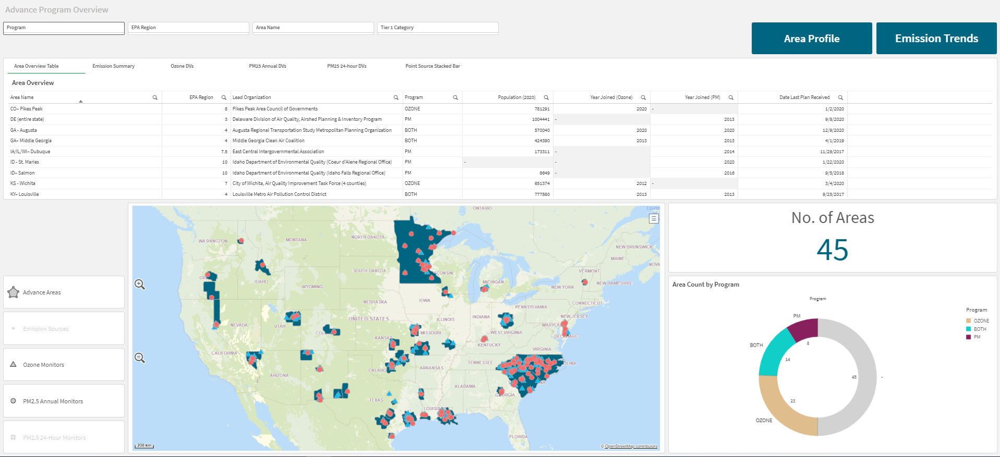 Advance Program Overview
Program
EPA Region
Area Name
Tier 1 Category
Area Profile
Emission Trends
Area Overview Table
Emission Summary
Ozone DVs
PM25 Annual DVs
PM25 24-hour DVs
Point Source Stacked Bar
Area Overview
Area Name EPA Region Lead Organization Program Population (2020) Year Joined (Ozone) Year Joined (PM) Date Last Plan Received
CO– Pikes Peak 8 Pikes Peak Area Council of Governments OZONE 781291 2020 - 1/2/2020
DE (entire state) 3 Delaware Division of Air Quality, Airshed Planning & Inventory Program PM 1004441 - 2013 9/8/2020
GA - Augusta 4 Augusta Regional Transportation Study Metropolitan Planning Organization BOTH 570040 2020 2020 12/9/2020
GA– Middle Georgia 4 Middle Georgia Clean Air Coalition BOTH 424390 2013 2013 4/1/2019
IA/IL/WI– Dubuque 7.5 East Central Intergovernmental Association PM 173311 - 2014 11/29/2017
ID - St. Maries 10 Idaho Department of Environmental Quality (Coeur d'Alene Regional Office) PM - - 2020 1/22/2020
ID– Salmon 10 Idaho Department of Environmental Quality (Idaho Falls Regional Office) PM 8649 - 2016 9/5/2018
KS - Wichita 7 City of Wichita, Air Quality Improvement Task Force (4 counties) OZONE 651374 2012 - 3/4/2020
KY– Louisville 4 Louisville Metro Air Pollution Control District BOTH 777580 2013 2013 9/25/2017
Advance Areas
Emission Sources
Ozone Monitors
PM2.5 Annual Monitors
PM2.5 24-Hour Monitors
ONTARIO
WASHINGTON
MONTANA
NORTH DAKOTA
NEW BRUNSWICK
MAINE
NOVA
SOUTH DAKOTA
CONSIN
VERMONT
IDAHO
WYOMING
MICHIGAN
NEW YORK
NEW HAMPSHIRE
NEBRASKA
IOWA
CONNECTICUT
PENNSYLVANIA
UNITED STATES
ILLINOIS
INDIANA
NEW JERSEY
NEVADA
UTAH
MISSOURI
WEST VIRGINIA
MARYLA
DELAWARE
KANSAS
KENTUCKY
CALIFORNIA
VIRGINIA
TENNESSEE
OLINA
ARIZONA
OKLAHO
ARKANSAS
ALABAMA
GEORGIA
TEXAS
LOUISIA
FLORIDA
200 km
© OpenStreetMap contributors
No. of Areas
45
Area Count by Program
Program
PM
BOTH
OZONE
8
14
23
45
-
Program
OZONE
BOTH
PM